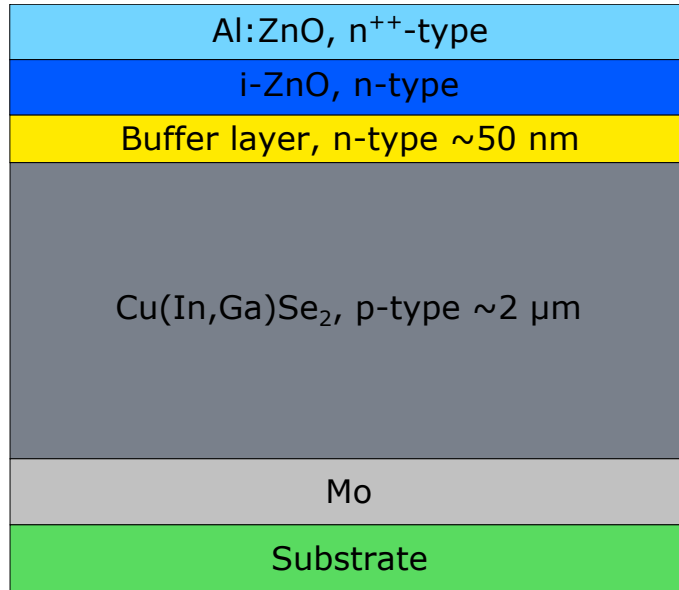 Al:ZnO, n⁺⁺-type
i-ZnO, n-type
Buffer layer, n-type ~50 nm
Cu(In,Ga)Se₂, p-type ~2 µm
Mo
Substrate